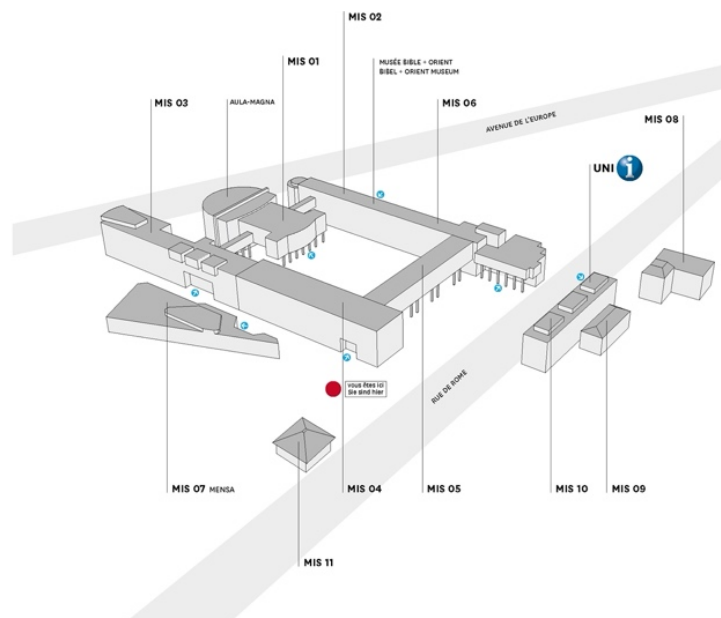 MIS 02
MIS 01
MUSÉE BIBLE + ORIENT
BIBEL + ORIENT MUSEUM
MIS 03
AULA-MAGNA
MIS 06
AVENUE DE L'EUROPE
MIS 08
UNI i
vous êtes ici
Sie sind hier
RUE DE ROME
MIS 07 MENSA
MIS 04
MIS 05
MIS 10
MIS 09
MIS 11